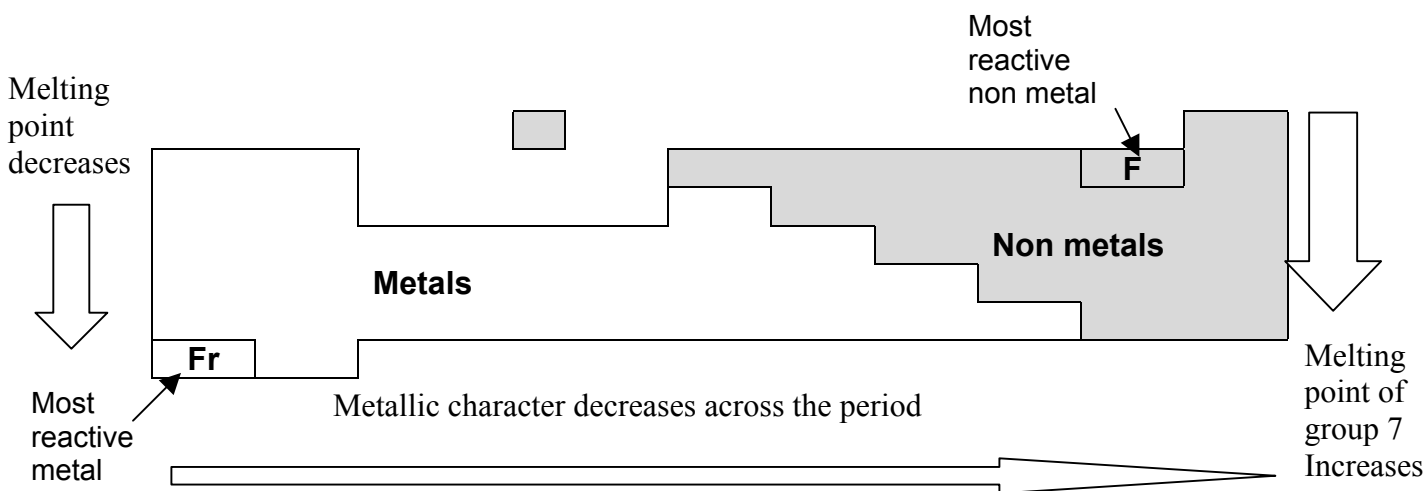 Most
reactive
non metal
Melting
point
decreases
F
Non metals
Metals
Fr
Most
reactive
metal
Metallic character decreases across the period
Melting
point of
group 7
Increases